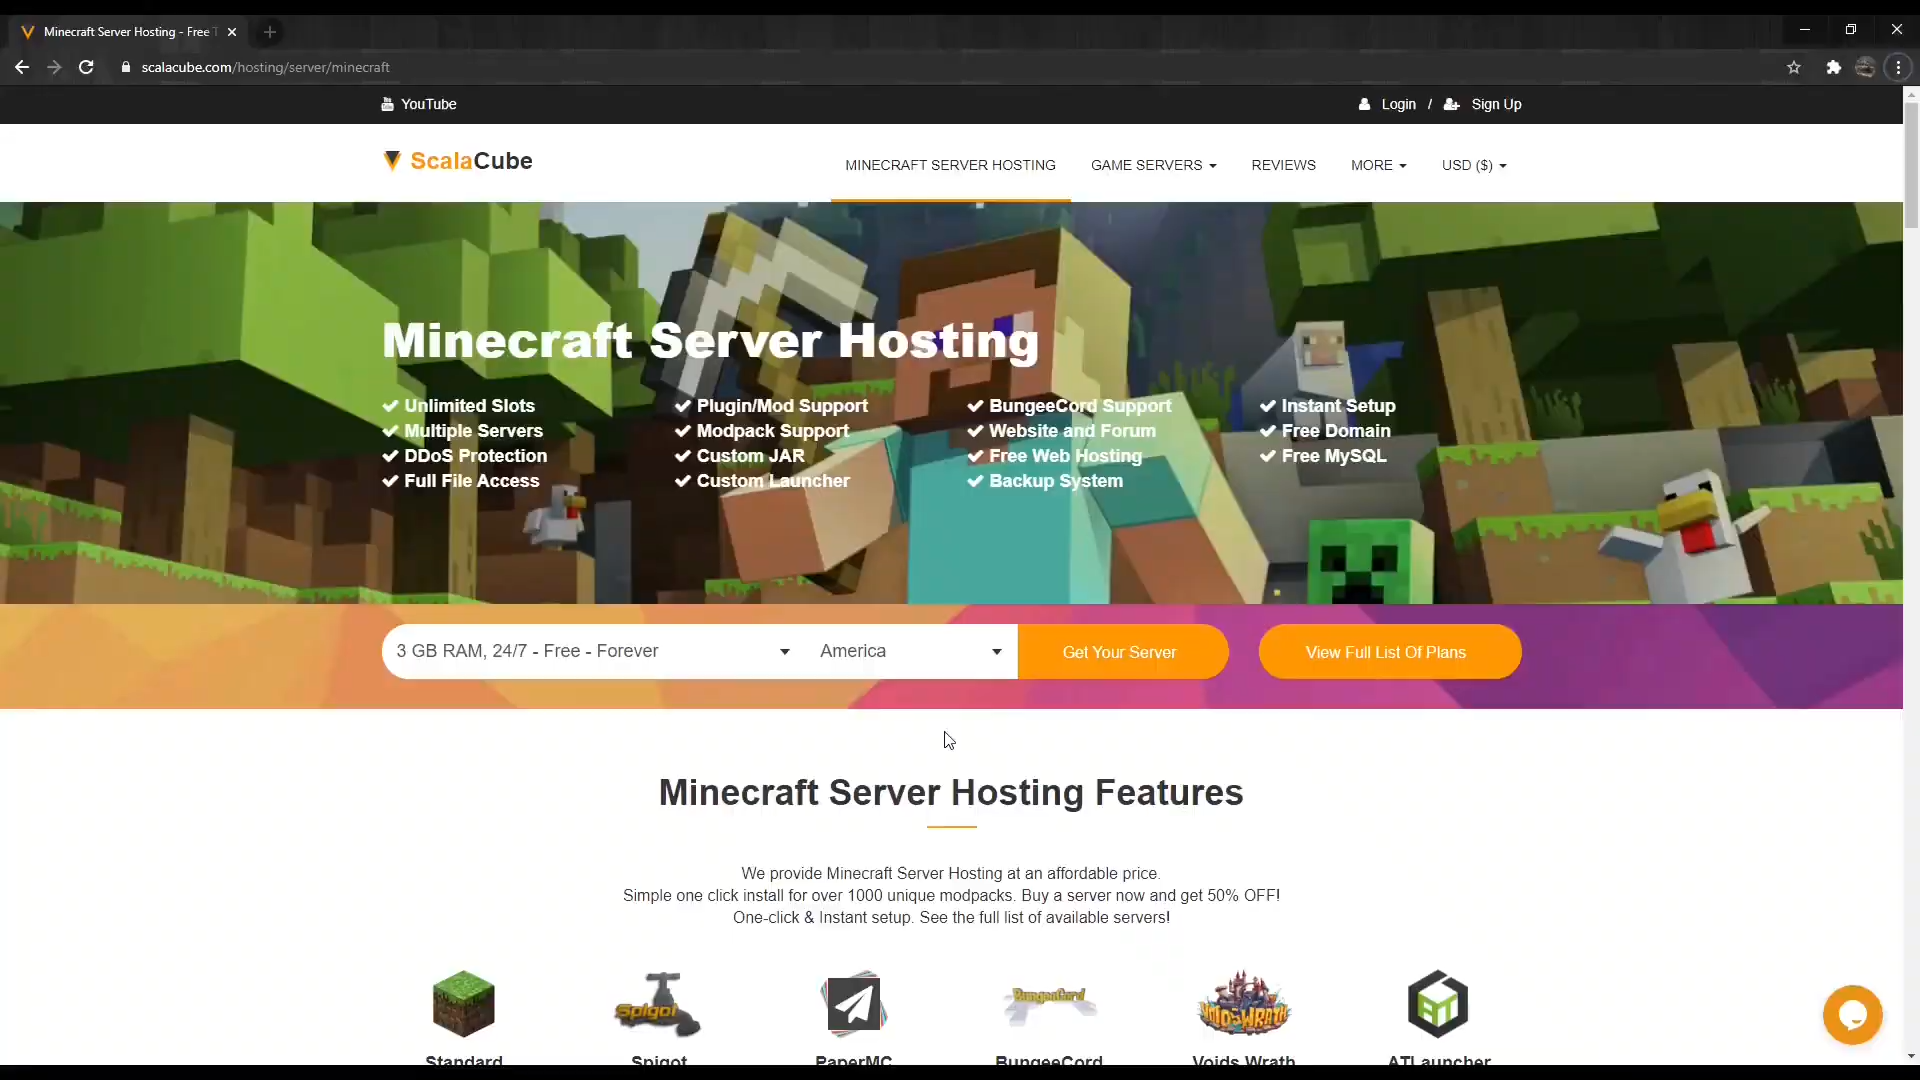 Minecraft Server Hosting - Free T
scalacube.com/hosting/server/minecraft
YouTube
Login / Sign Up
ScalaCube
MINECRAFT SERVER HOSTING
GAME SERVERS
REVIEWS
MORE
USD ($)
Minecraft Server Hosting
Unlimited Slots
Multiple Servers
DDoS Protection
Full File Access
Plugin/Mod Support
Modpack Support
Custom JAR
Custom Launcher
BungeeCord Support
Website and Forum
Free Web Hosting
Backup System
Instant Setup
Free Domain
Free MySQL
3 GB RAM, 24/7 - Free - Forever
America
Get Your Server
View Full List Of Plans
Minecraft Server Hosting Features
We provide Minecraft Server Hosting at an affordable price.
Simple one click install for over 1000 unique modpacks. Buy a server now and get 50% OFF!
One-click & Instant setup. See the full list of available servers!
Spigot
BungeeCord
VOIDS WRATH
Standard
Spigot
PaperMC
BungeeCord
Voids Wrath
ATLauncher